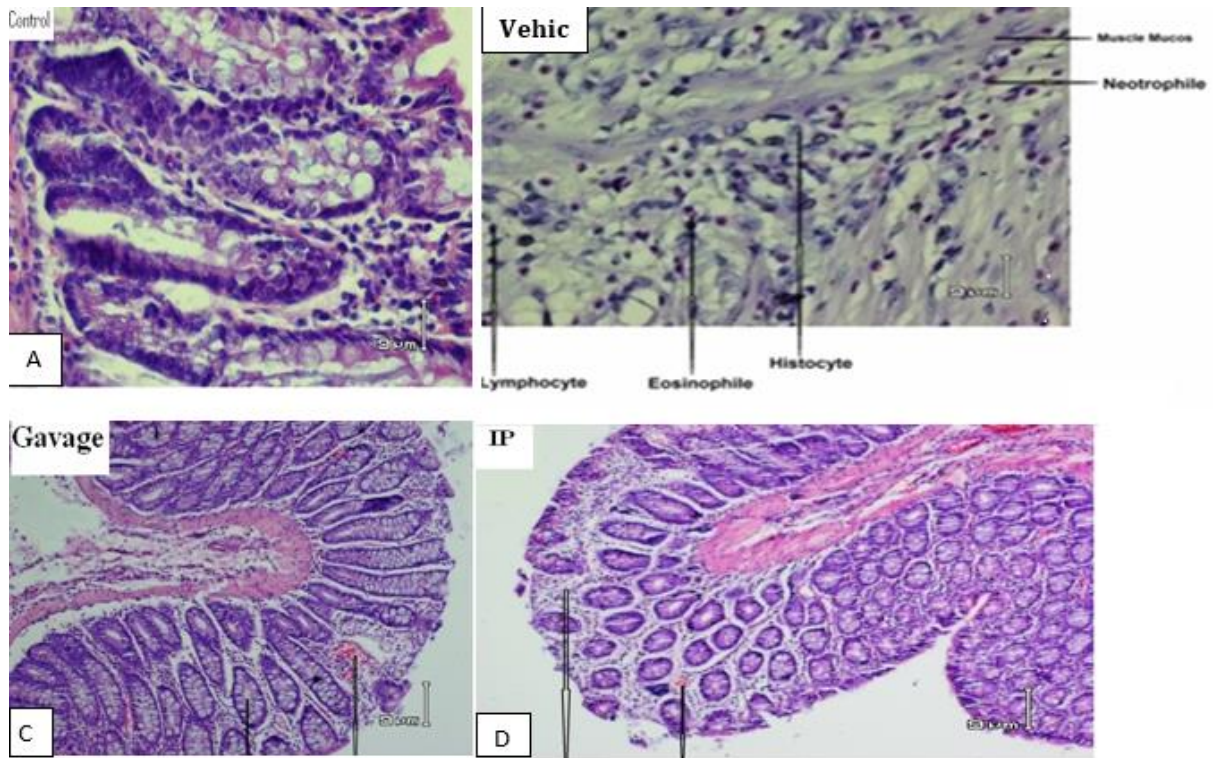 Control
Vehic
Muscle Mucos
Neotrophile
A
Lymphocyte
Eosinophile
Histocyte
Gavage
IP
C
D